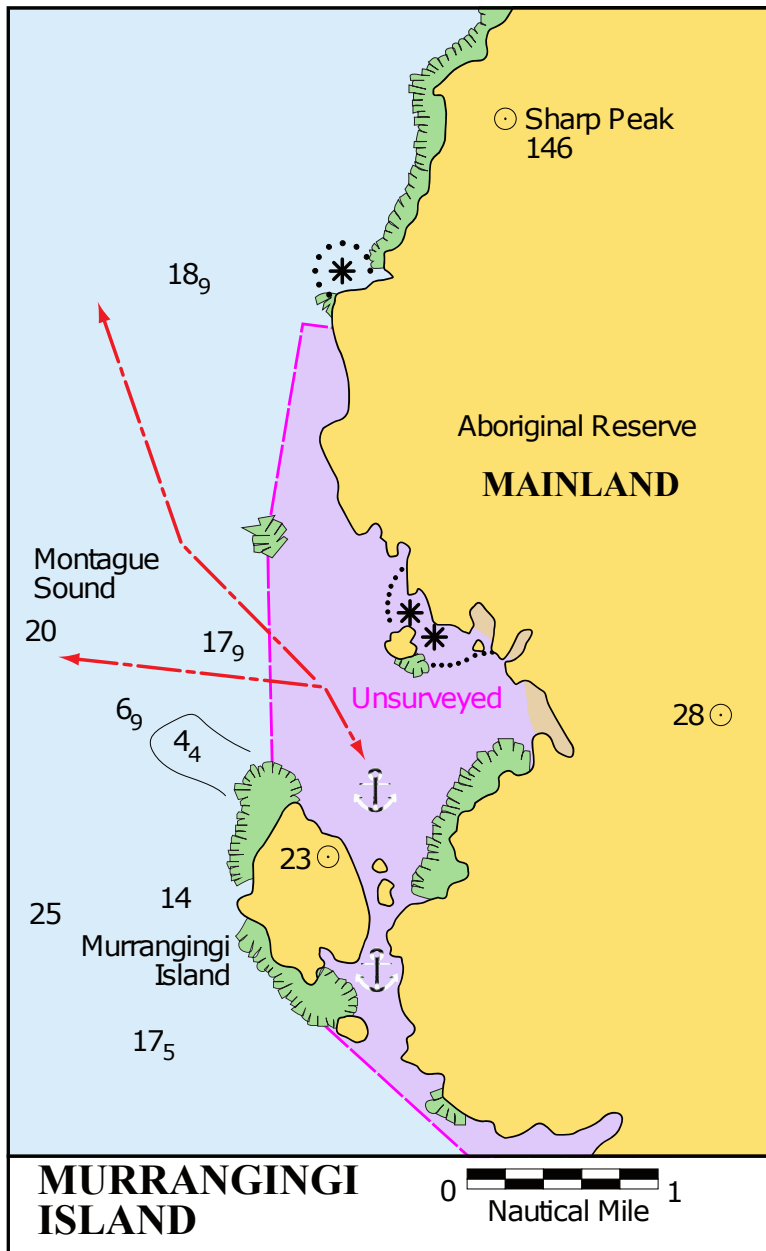 Sharp Peak
146
18₉
Aboriginal Reserve
MAINLAND
Montague
Sound
20
17₉
Unsurveyed
6₉
4₄
28
23
14
25
Murrangingi
Island
17₅
MURRANGINGI
ISLAND
0 1
Nautical Mile